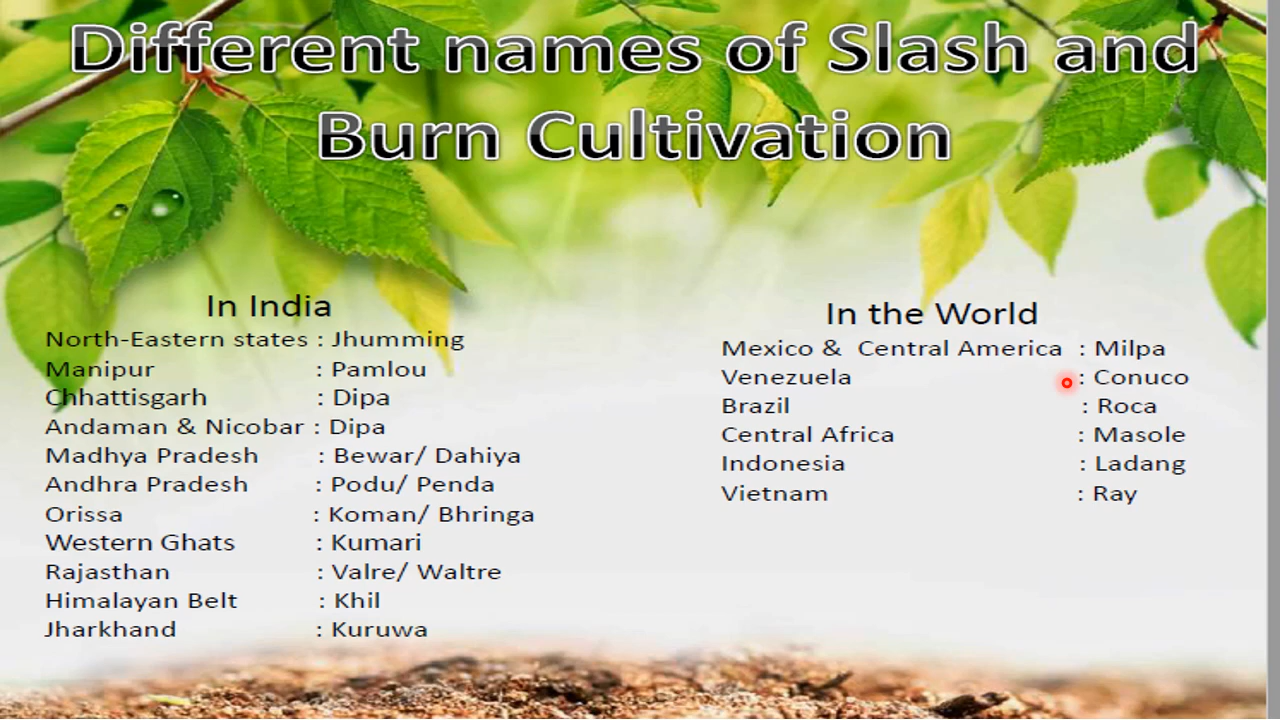 Different names of Slash and
Burn Cultivation
In India
North-Eastern states : Jhumming
Manipur : Pamlou
Chhattisgarh : Dipa
Andaman & Nicobar : Dipa
Madhya Pradesh : Bewar/ Dahiya
Andhra Pradesh : Podu/ Penda
Orissa : Koman/ Bhringa
Western Ghats : Kumari
Rajasthan : Valre/ Waltre
Himalayan Belt : Khil
Jharkhand : Kuruwa
In the World
Mexico & Central America : Milpa
Venezuela : Conuco
Brazil : Roca
Central Africa : Masole
Indonesia : Ladang
Vietnam : Ray